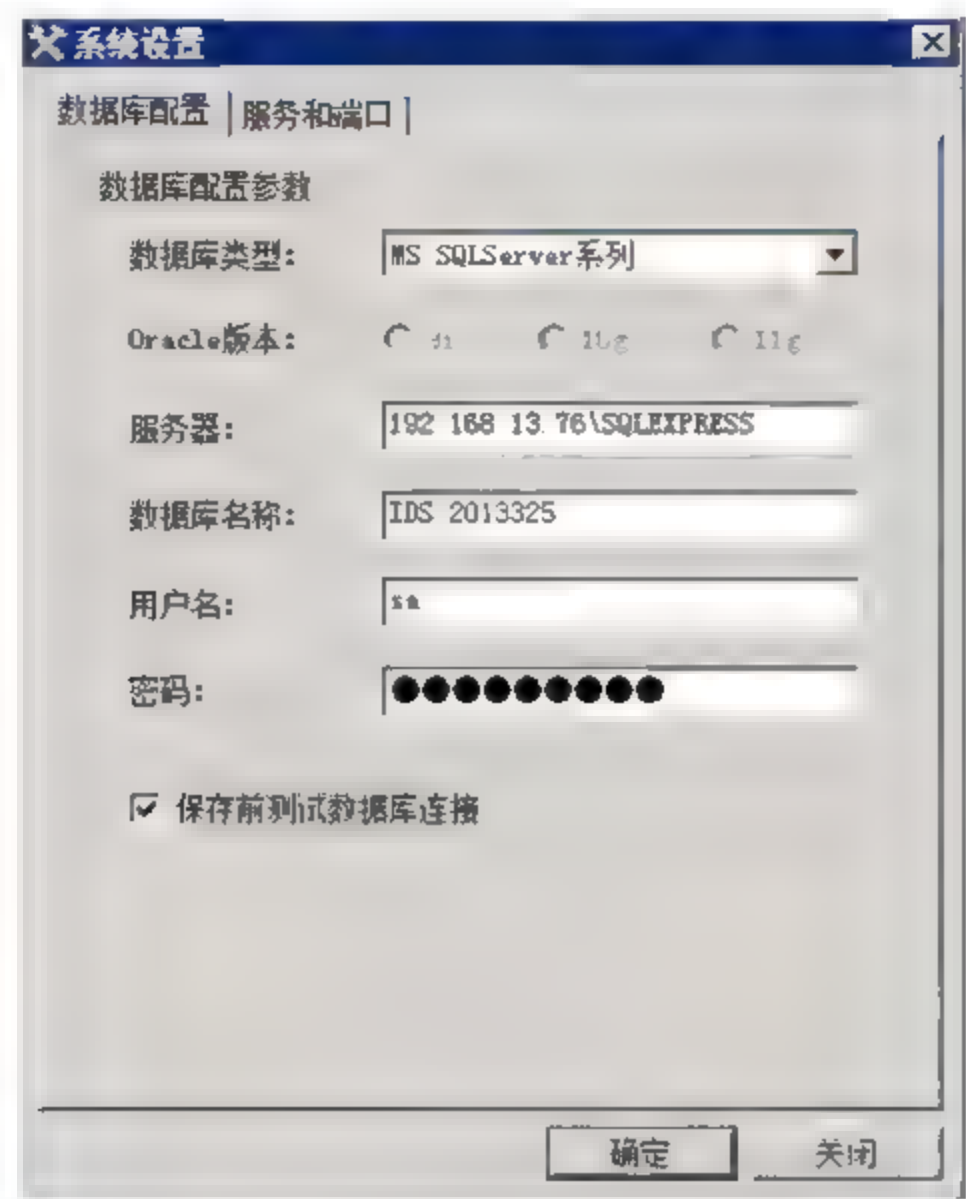 系统设置
数据库配置 服务和端口
数据库配置参数
数据库类型: MS SQLServer系列
Oracle版本: 10g 11g
服务器: 192 168 13.76\SQLEXPRESS
数据库名称: IDS 2013325
用户名: sa
密码: ●●●●●●●●●
保存前测试数据库连接
确定 关闭